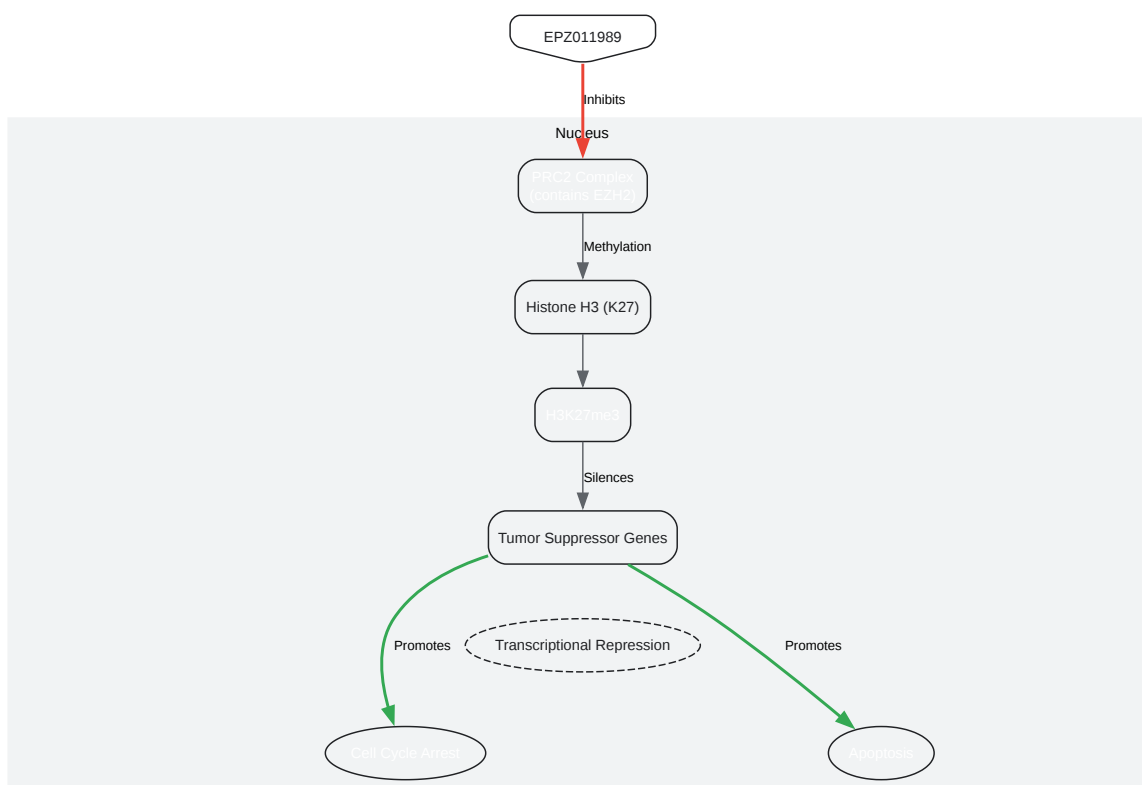 EPZ011989
Inhibits
Nucleus
PRC2 Complex
(contains EZH2)
Methylation
Histone H3 (K27)
H3K27me3
Silences
Tumor Suppressor Genes
Promotes
Transcriptional Repression
Promotes
Cell Cycle Arrest
Apoptosis